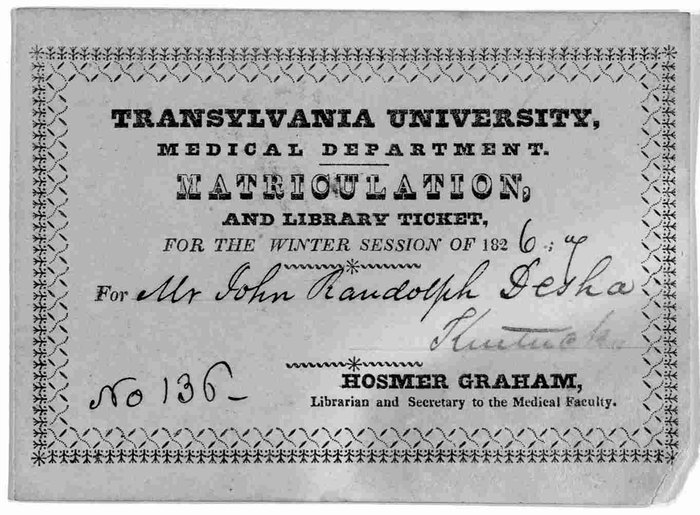 TRANSYLVANIA UNIVERSITY,
MEDICAL DEPARTMENT.
MATRICULATION,
AND LIBRARY TICKET,
FOR THE WINTER SESSION OF 1826.;7
For Mr John Randolph Desha
Kentucky
No 136
HOSMER GRAHAM,
Librarian and Secretary to the Medical Faculty.